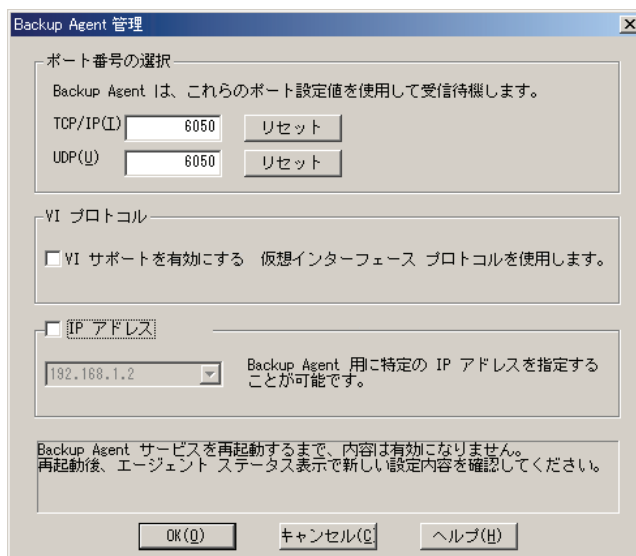 Backup Agent 管理
ポート番号の選択
Backup Agent は、これらのポート設定値を使用して受信待機します。
TCP/IP(I) 6050 リセット
UDP(U) 6050 リセット
VI プロトコル
VI サポートを有効にする 仮想インターフェース プロトコルを使用します。
IP アドレス
192.168.1.2
Backup Agent 用に特定の IP アドレスを指定する
ことが可能です。
Backup Agent サービスを再起動するまで、内容は有効になりません。
再起動後、エージェント ステータス表示で新しい設定内容を確認してください。
OK(O) キャンセル(C) ヘルプ(H)